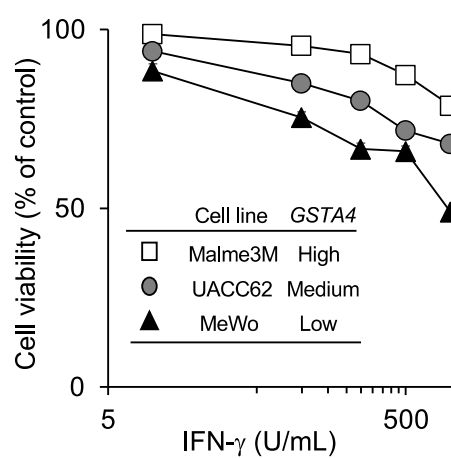 Cell viability (% of control)
100
50
0
Cell line GSTA4
Malme3M High
UACC62 Medium
MeWo Low
5 500
IFN-γ (U/mL)